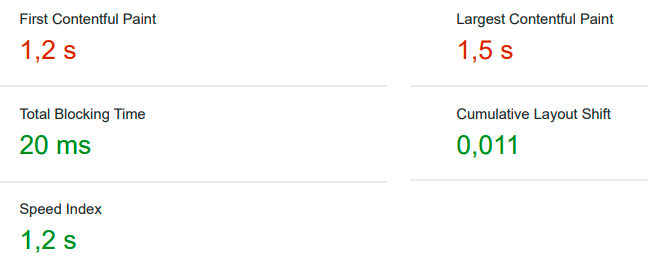 First Contentful Paint
1,2 s
Largest Contentful Paint
1,5 s
Total Blocking Time
20 ms
Cumulative Layout Shift
0,011
Speed Index
1,2 s